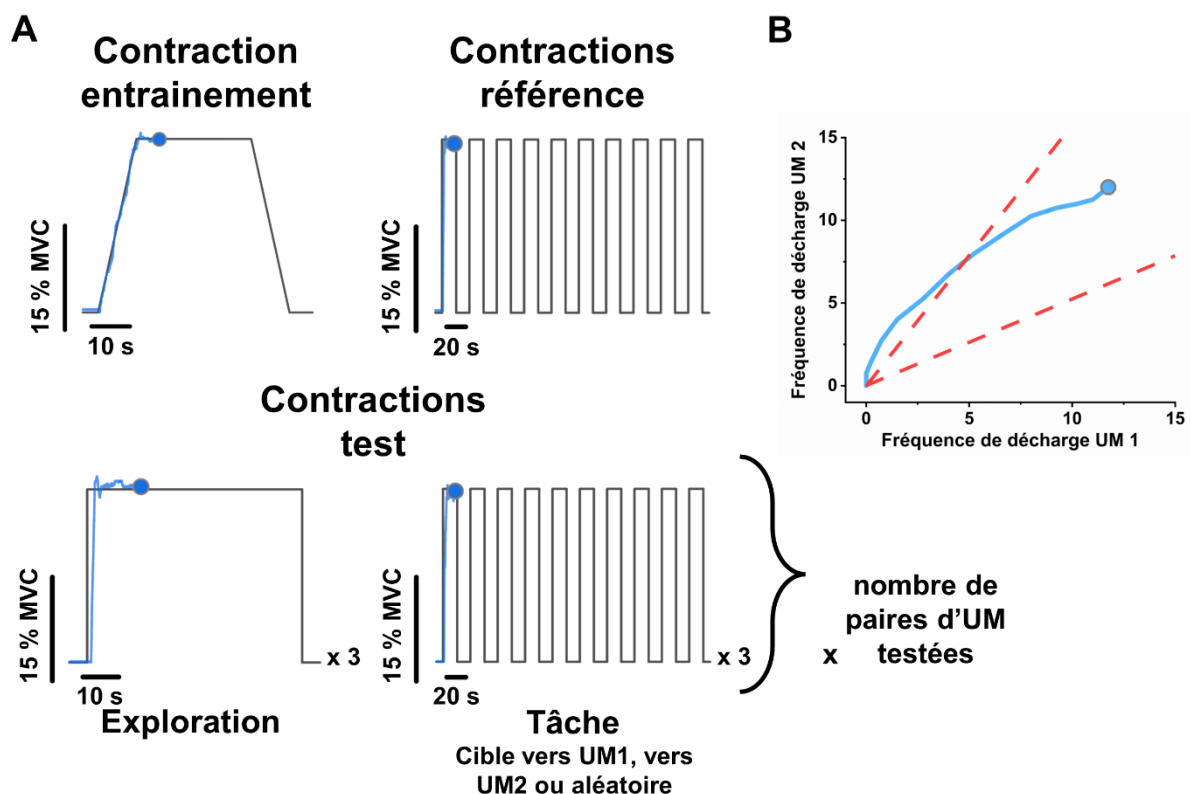 A
Contraction
entrainement
15 % MVC
10 s
Contractions
référence
20 s
B
Fréquence de décharge UM 2
15
10
5
0
0
5
10
15
Fréquence de décharge UM 1
Contractions
test
15 % MVC
10 s
x 3
Exploration
15 % MVC
20 s
x 3
Tâche
Cible vers UM1, vers
UM2 ou aléatoire
nombre de
paires d'UM
x testées